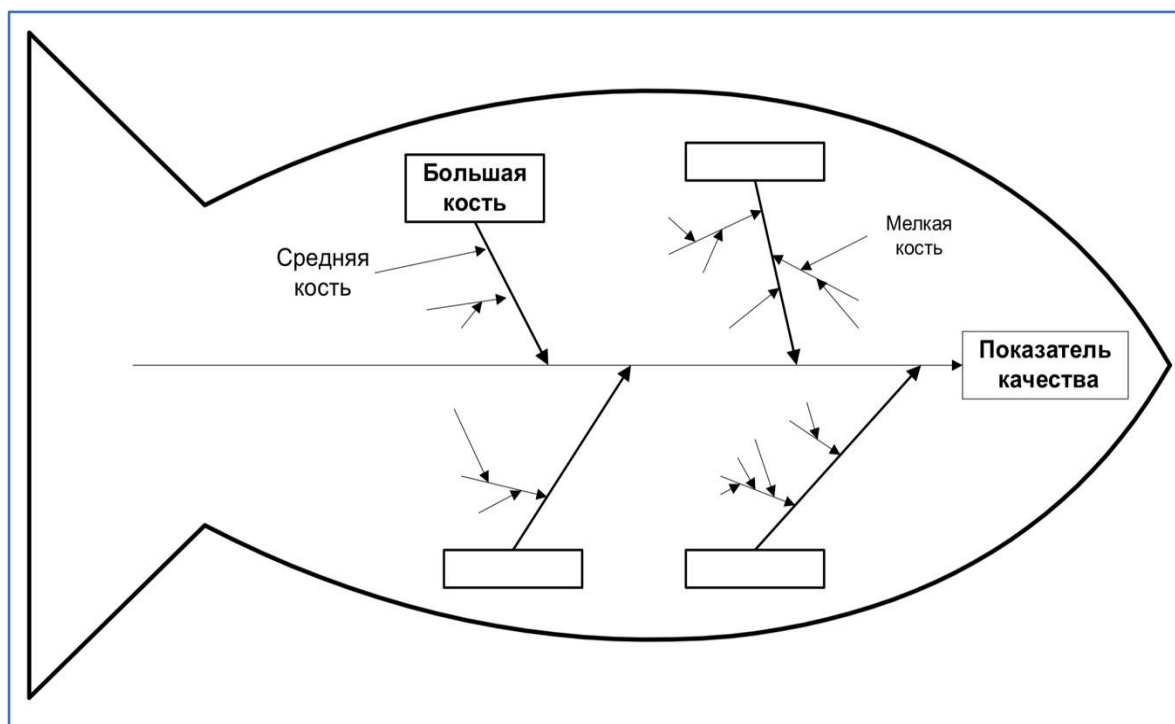 Большая
кость
Средняя
кость
Мелкая
кость
Показатель
качества